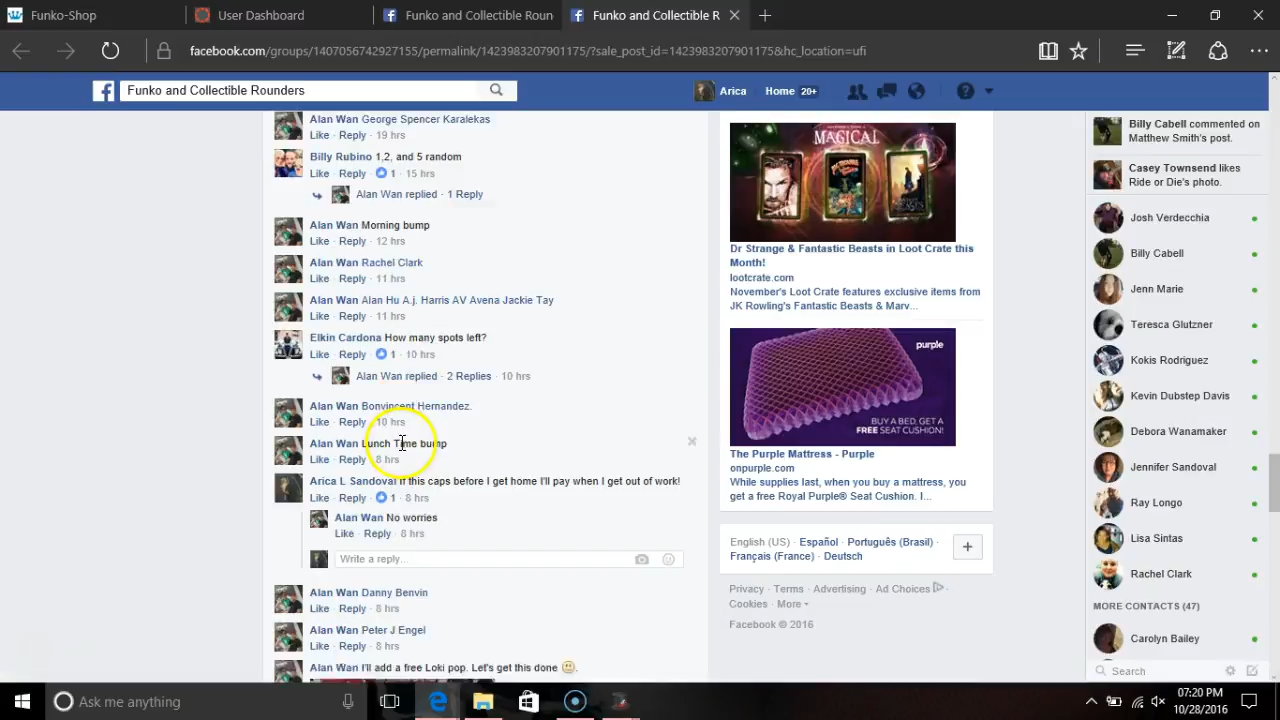 Funko-Shop
User Dashboard
Funko and Collectible Roun
Funko and Collectible R
facebook.com/groups/1407056742927155/permalink/1423983207901175/?sale_post_id=1423983207901175&hc_location=ufi
Funko and Collectible Rounders
Arica
Home 20+
Alan Wan George Spencer Karalekas
Like · Reply · 19 hrs
Billy Rubino 1,2, and 5 random
Like · Reply · 1 · 15 hrs
Alan Wan replied · 1 Reply
Alan Wan Morning bump
Like · Reply · 12 hrs
Alan Wan Rachel Clark
Like · Reply · 11 hrs
Alan Wan Alan Hu A.j. Harris AV Avena Jackie Tay
Like · Reply · 11 hrs
Elkin Cardona How many spots left?
Like · Reply · 1 · 10 hrs
Alan Wan replied · 2 Replies · 10 hrs
Alan Wan Bonvincent Hernandez.
Like · Reply · 10 hrs
Alan Wan Lunch Time bump
Like · Reply · 8 hrs
Arica L Sandoval If this caps before I get home I'll pay when I get out of work!
Like · Reply · 1 · 8 hrs
Alan Wan No worries
Like · Reply · 8 hrs
Write a reply...
Alan Wan Danny Benvin
Like · Reply · 8 hrs
Alan Wan Peter J Engel
Like · Reply · 8 hrs
Alan Wan I'll add a free Loki pop. Let's get this done
MAGICAL
DOCTOR STRANGE
Dr Strange & Fantastic Beasts in Loot Crate this
Month!
lootcrate.com
November's Loot Crate features exclusive items from
JK Rowling's Fantastic Beasts & Marv...
purple
BUY A BED, GET A
FREE SEAT CUSHION!
The Purple Mattress - Purple
onpurple.com
While supplies last, when you buy a mattress, you
get a free Royal Purple® Seat Cushion. I...
English (US) · Español · Português (Brasil) ·
Français (France) · Deutsch
Privacy · Terms · Advertising · Ad Choices ·
Cookies · More
Facebook © 2016
Billy Cabell commented on
Matthew Smith's post.
Casey Townsend likes
Ride or Die's photo.
Josh Verdecchia
Billy Cabell
Jenn Marie
Teresca Glutzner
Kokis Rodriguez
Kevin Dubstep Davis
Debora Wanamaker
Jennifer Sandoval
Ray Longo
Lisa Sintas
Rachel Clark
MORE CONTACTS (47)
Carolyn Bailey
Search
Ask me anything
07:20 PM
10/28/2016